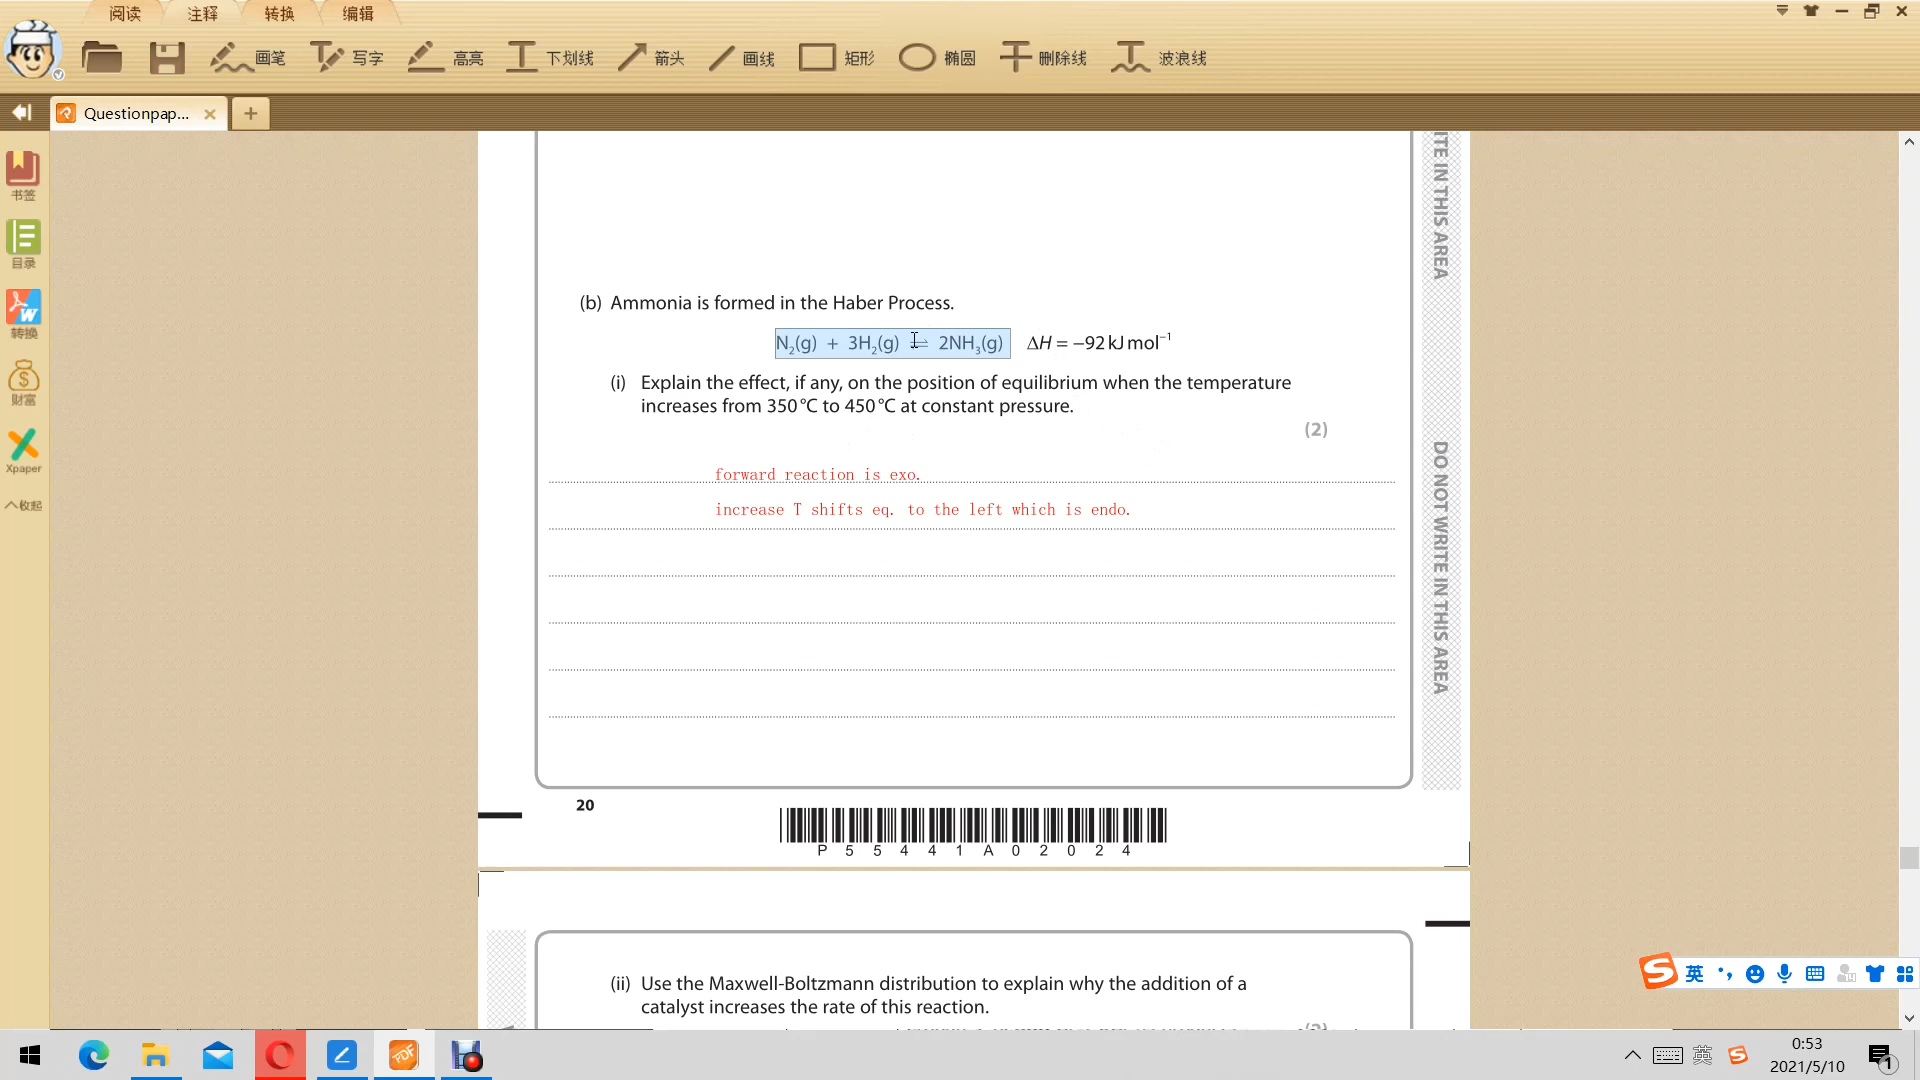 阅读 注释 转换 编辑
画笔 写字 高亮 下划线 箭头 画线 矩形 椭圆 删除线 波浪线
Questionpap...
书签
目录
转换
财富
Xpaper
收起
(b) Ammonia is formed in the Haber Process.
N₂(g) + 3H₂(g) ⇌ 2NH₃(g) ΔH = −92 kJ mol⁻¹
(i) Explain the effect, if any, on the position of equilibrium when the temperature
increases from 350 °C to 450 °C at constant pressure.
(2)
forward reaction is exo.
increase T shifts eq. to the left which is endo.
20
P 5 5 4 4 1 A 0 2 0 2 4
ITE IN THIS AREA
DO NOT WRITE IN THIS AREA
(ii) Use the Maxwell-Boltzmann distribution to explain why the addition of a
catalyst increases the rate of this reaction.
英
英
0:53
2021/5/10
1